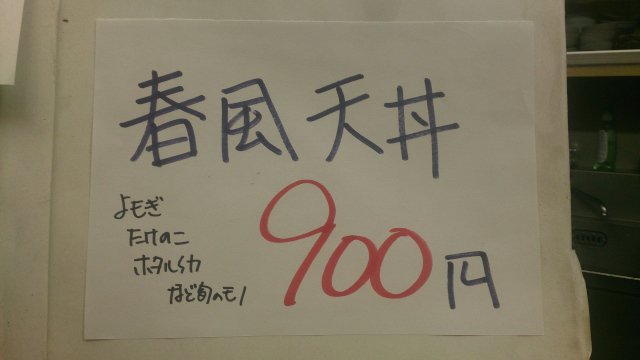 春風天丼
よもぎ
たけのこ
ホタルイカ
など旬のモノ
900円